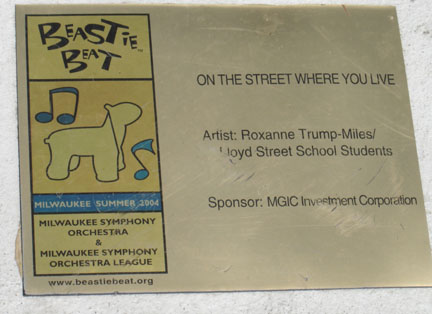 BEASTIE
BEAT™
MILWAUKEE SUMMER 2004
MILWAUKEE SYMPHONY
ORCHESTRA
&
MILWAUKEE SYMPHONY
ORCHESTRA LEAGUE
www.beastiebeat.org
ON THE STREET WHERE YOU LIVE
Artist: Roxanne Trump-Miles/
Lloyd Street School Students
Sponsor: MGIC Investment Corporation